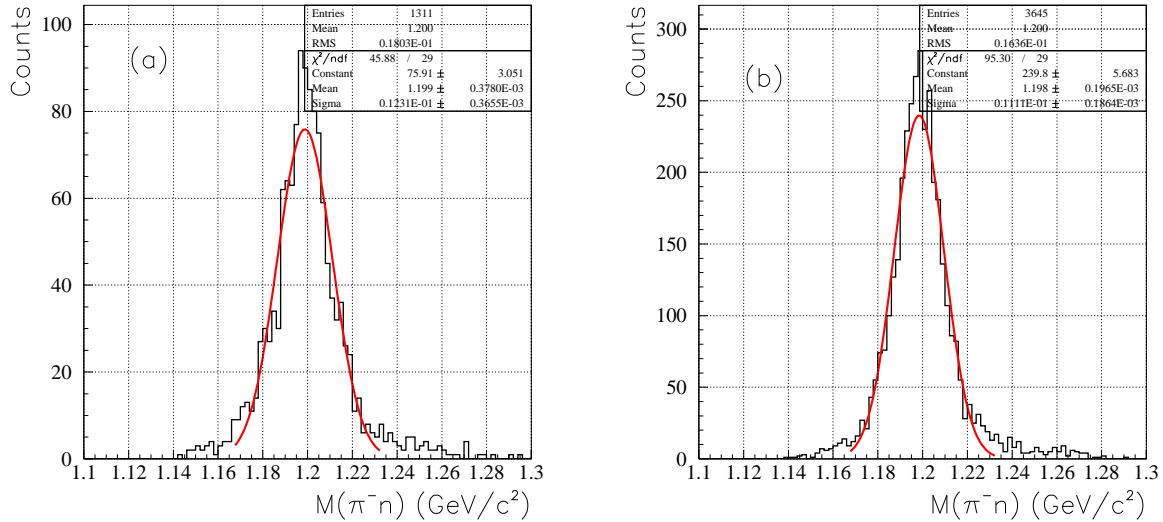 Counts
(a)
Entries 1311
Mean 1.200
RMS 0.1803E-01
χ²/ndf 45.88 / 29
Constant 75.91 ± 3.051
Mean 1.199 ± 0.3780E-03
Sigma 0.1231E-01 ± 0.3655E-03
100
80
60
40
20
0
1.1 1.12 1.14 1.16 1.18 1.2 1.22 1.24 1.26 1.28 1.3
M(π⁻n) (GeV/c²)
Counts
(b)
Entries 3645
Mean 1.200
RMS 0.1636E-01
χ²/ndf 95.30 / 29
Constant 239.8 ± 5.683
Mean 1.198 ± 0.1965E-03
Sigma 0.1111E-01 ± 0.1864E-03
300
250
200
150
100
50
0
1.1 1.12 1.14 1.16 1.18 1.2 1.22 1.24 1.26 1.28 1.3
M(π⁻n) (GeV/c²)